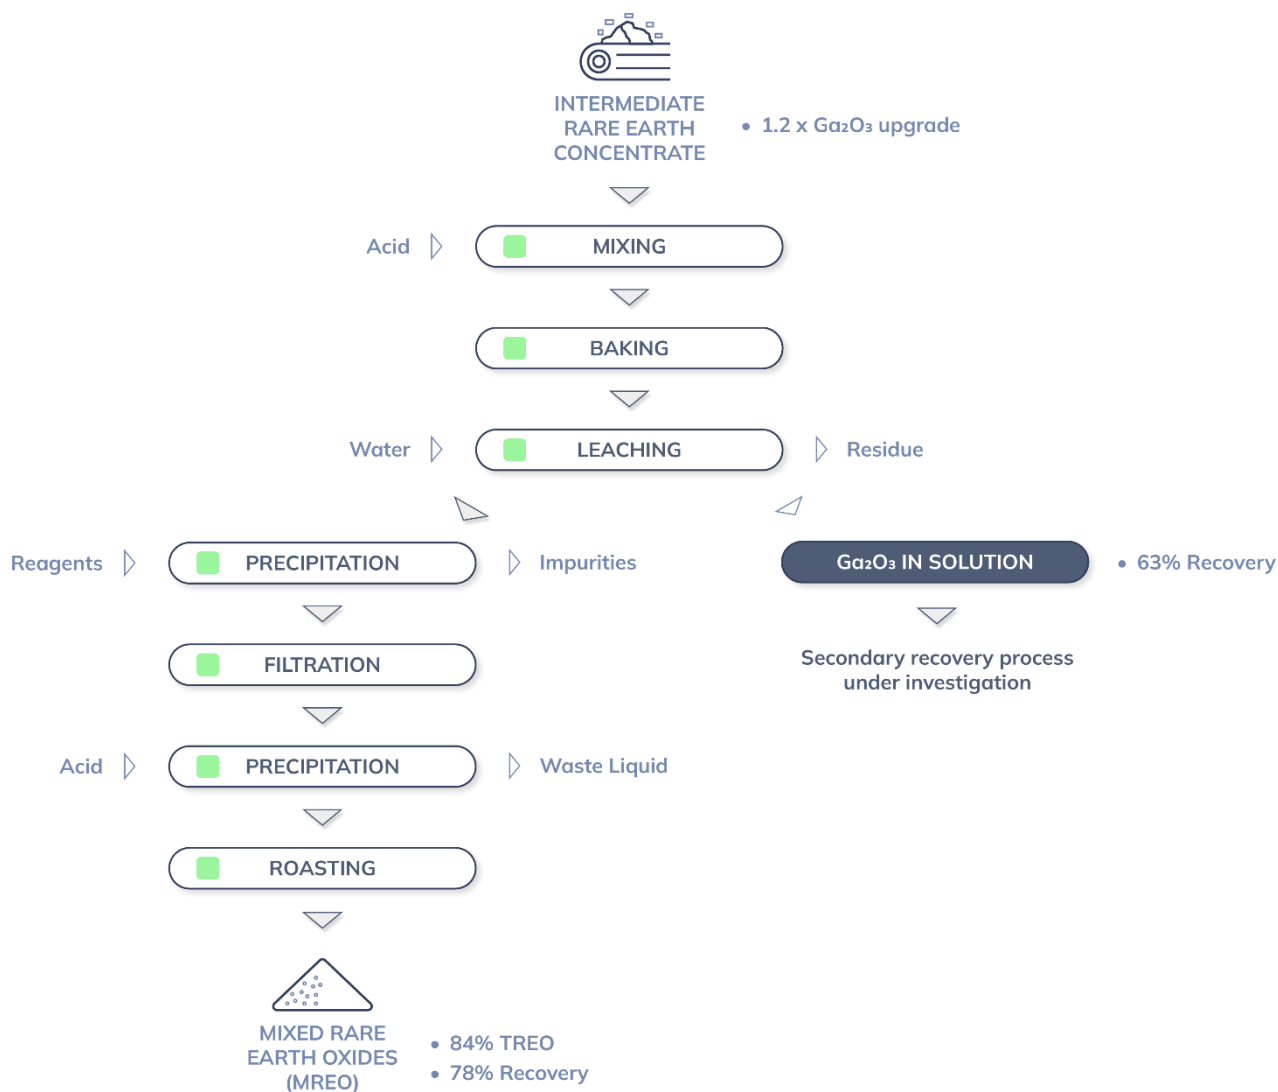 INTERMEDIATE
RARE EARTH
CONCENTRATE
• 1.2 x Ga₂O₃ upgrade
Acid
MIXING
BAKING
Water
LEACHING
Residue
Reagents
PRECIPITATION
Impurities
Ga₂O₃ IN SOLUTION
• 63% Recovery
FILTRATION
Secondary recovery process
under investigation
Acid
PRECIPITATION
Waste Liquid
ROASTING
MIXED RARE
EARTH OXIDES
(MREO)
• 84% TREO
• 78% Recovery